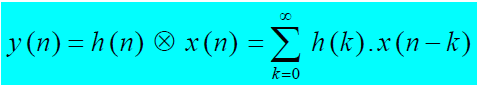 y(n) = h(n) ⊗ x(n) = ∑_{k=0}^{∞} h(k).x(n−k)